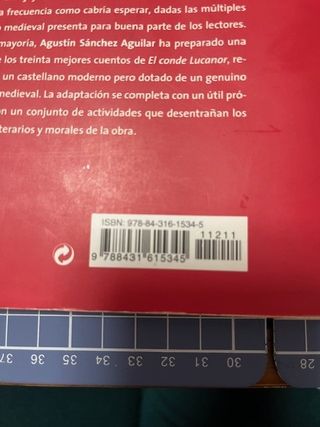 a frecuencia como cabría esperar, dadas las múltiples
medieval presenta para buena parte de los lectores.
mayoría, Agustín Sánchez Aguilar ha preparado una
los treinta mejores cuentos de El conde Lucanor, re-
un castellano moderno pero dotado de un genuino
medieval. La adaptación se completa con un útil pró-
n un conjunto de actividades que desentrañan los
terarios y morales de la obra.
ISBN: 978-84-316-1534-5
11211
9 788431 615345
37 36 35 34 33 32 31 30 28